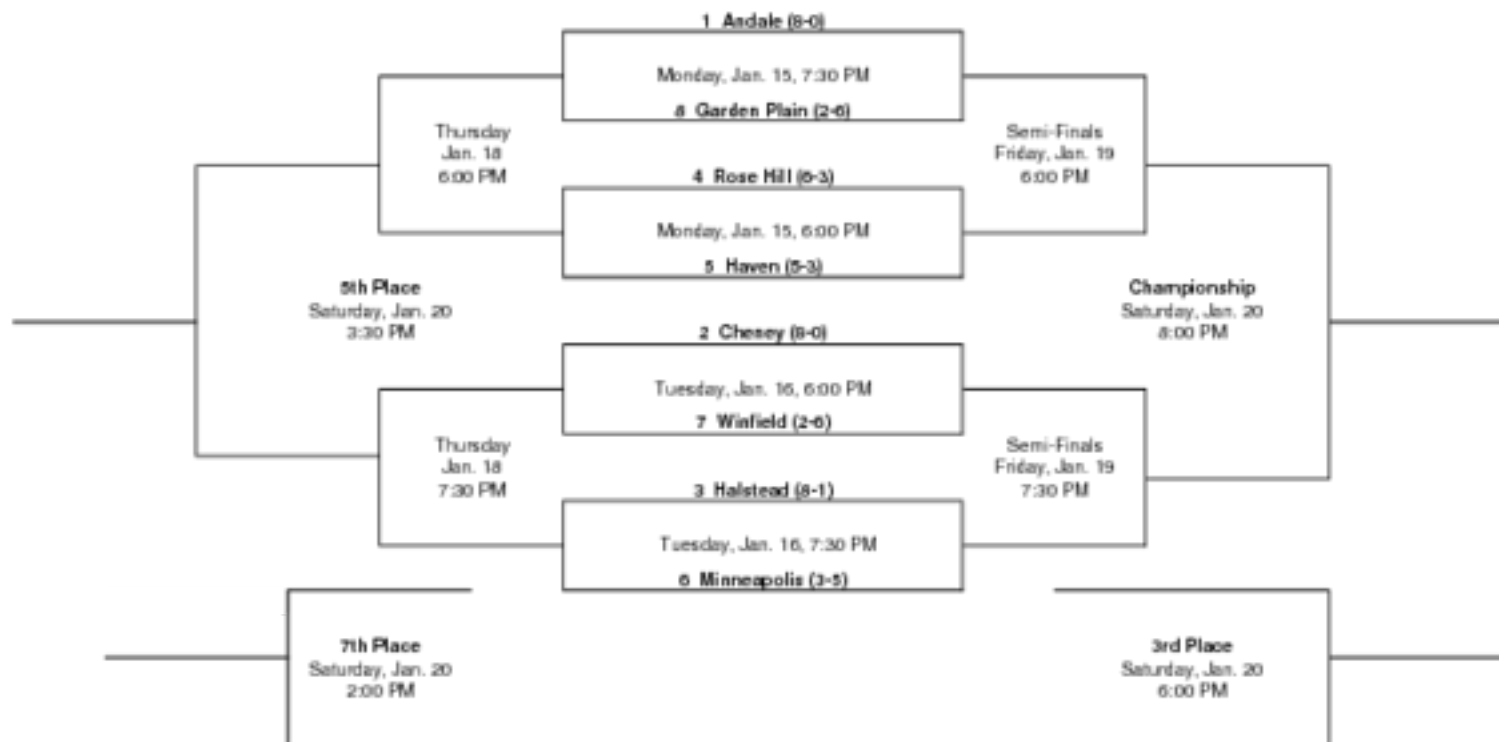 1 Andale (8-0)
Monday, Jan. 15, 7:30 PM
8 Garden Plain (2-6)
Thursday
Jan. 18
6:00 PM
Semi-Finals
Friday, Jan. 19
6:00 PM
4 Rose Hill (6-3)
Monday, Jan. 15, 6:00 PM
5 Haven (5-3)
5th Place
Saturday, Jan. 20
3:30 PM
Championship
Saturday, Jan. 20
8:00 PM
2 Cheney (8-0)
Tuesday, Jan. 16, 6:00 PM
7 Winfield (2-6)
Thursday
Jan. 18
7:30 PM
Semi-Finals
Friday, Jan. 19
7:30 PM
3 Halstead (8-1)
Tuesday, Jan. 16, 7:30 PM
6 Minneapolis (3-5)
7th Place
Saturday, Jan. 20
2:00 PM
3rd Place
Saturday, Jan. 20
6:00 PM